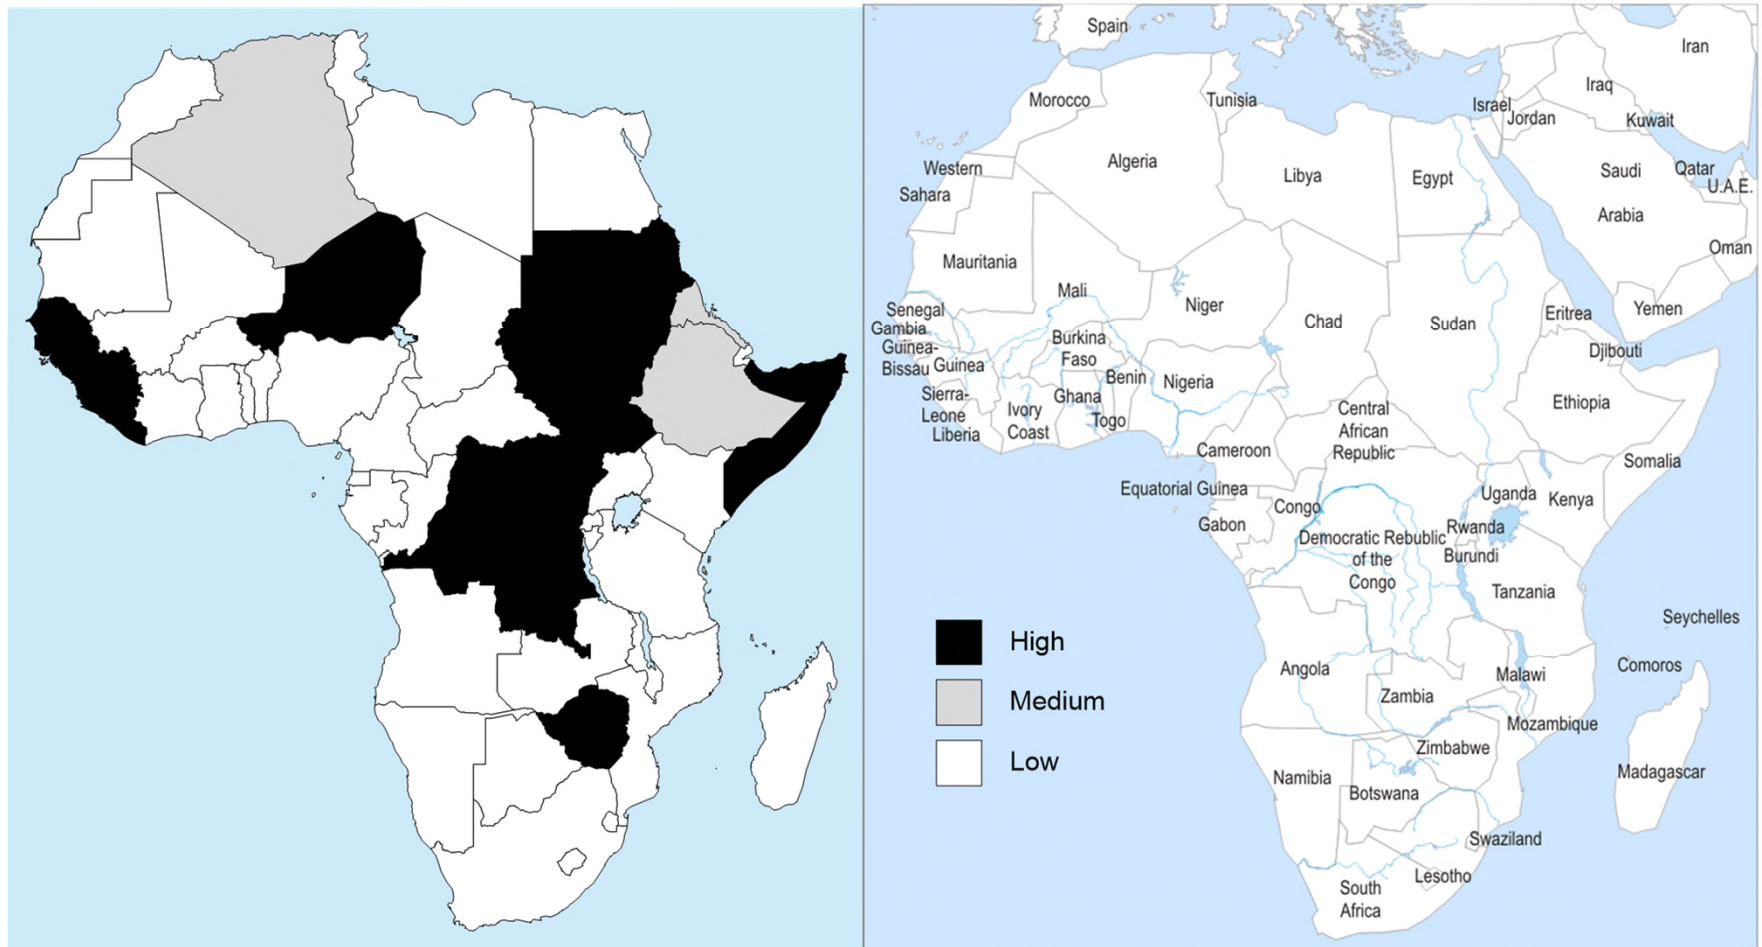 Spain
Iran
Iraq
Morocco
Tunisia
Israel
Jordan
Kuwait
Western
Sahara
Algeria
Libya
Egypt
Saudi
Arabia
Qatar
U.A.E.
Oman
Mauritania
Mali
Niger
Chad
Sudan
Eritrea
Yemen
Senegal
Gambia
Guinea-
Bissau
Guinea
Burkina
Faso
Djibouti
Benin
Nigeria
Sierra-
Leone
Liberia
Ivory
Coast
Ghana
Togo
Central
African
Republic
Ethiopia
Cameroon
Somalia
Equatorial Guinea
Congo
Gabon
Uganda
Kenya
Rwanda
Democratic Rebublic
of the
Congo
Burundi
Tanzania
Seychelles
Comoros
Angola
Malawi
Zambia
Mozambique
Zimbabwe
Namibia
Botswana
Madagascar
Swaziland
Lesotho
South
Africa
High
Medium
Low